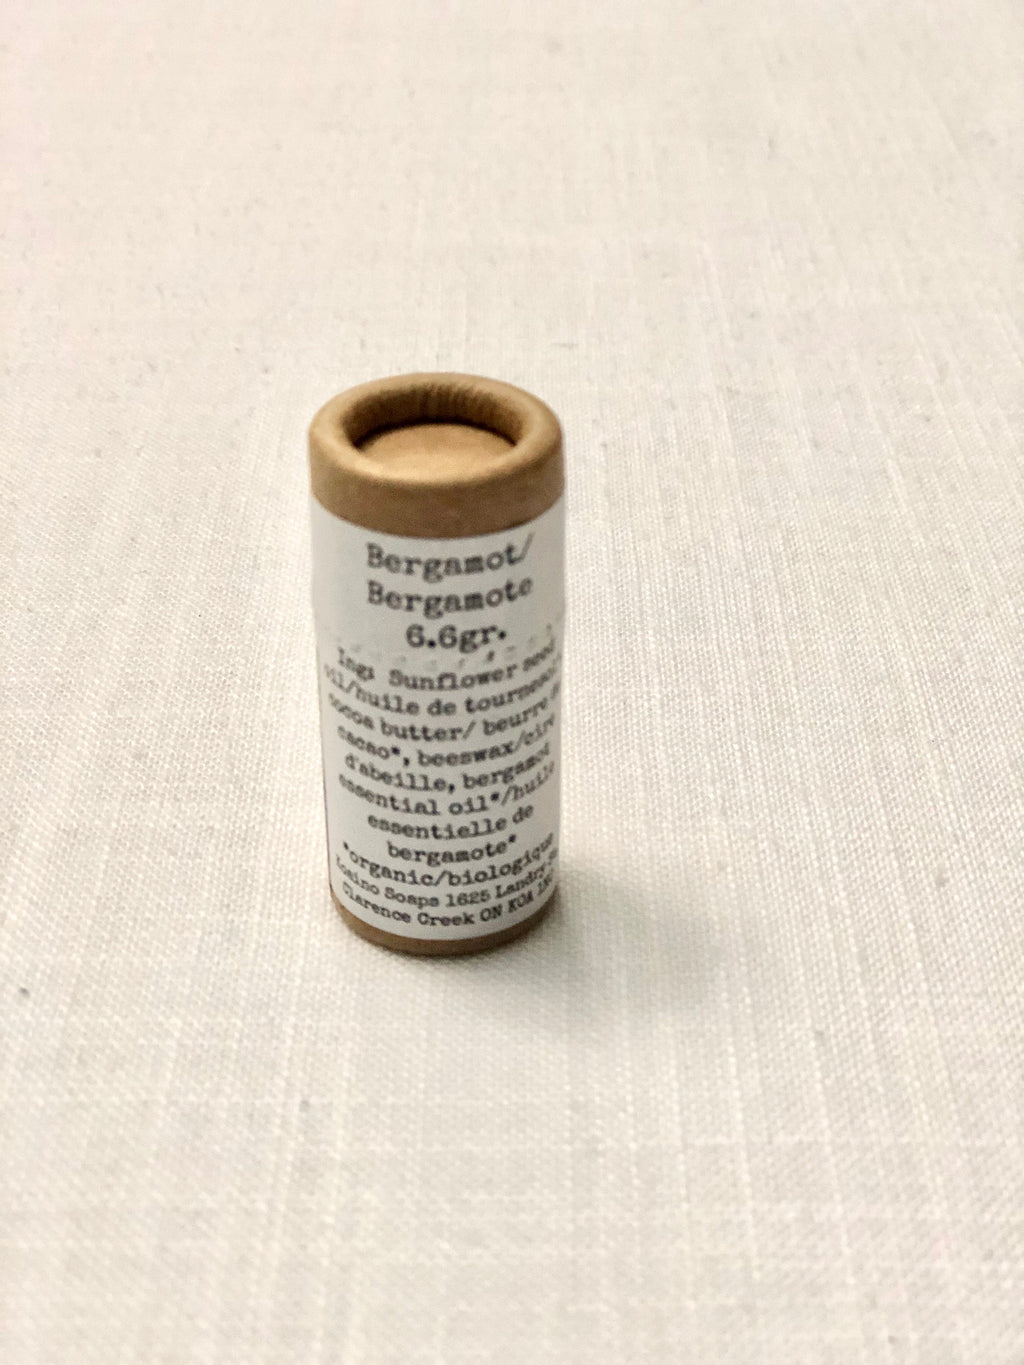 Bergamot/
Bergamote
6.6gr.
Ing: Sunflower seed
oil/huile de tournesol
cocoa butter/ beurre
cacao*, beeswax/cire
d'abeille, bergamot
essential oil*/huile
essentielle de
bergamote*
*organic/biologique
Soaps 1625 Landry
Clarence Creek ON K0A